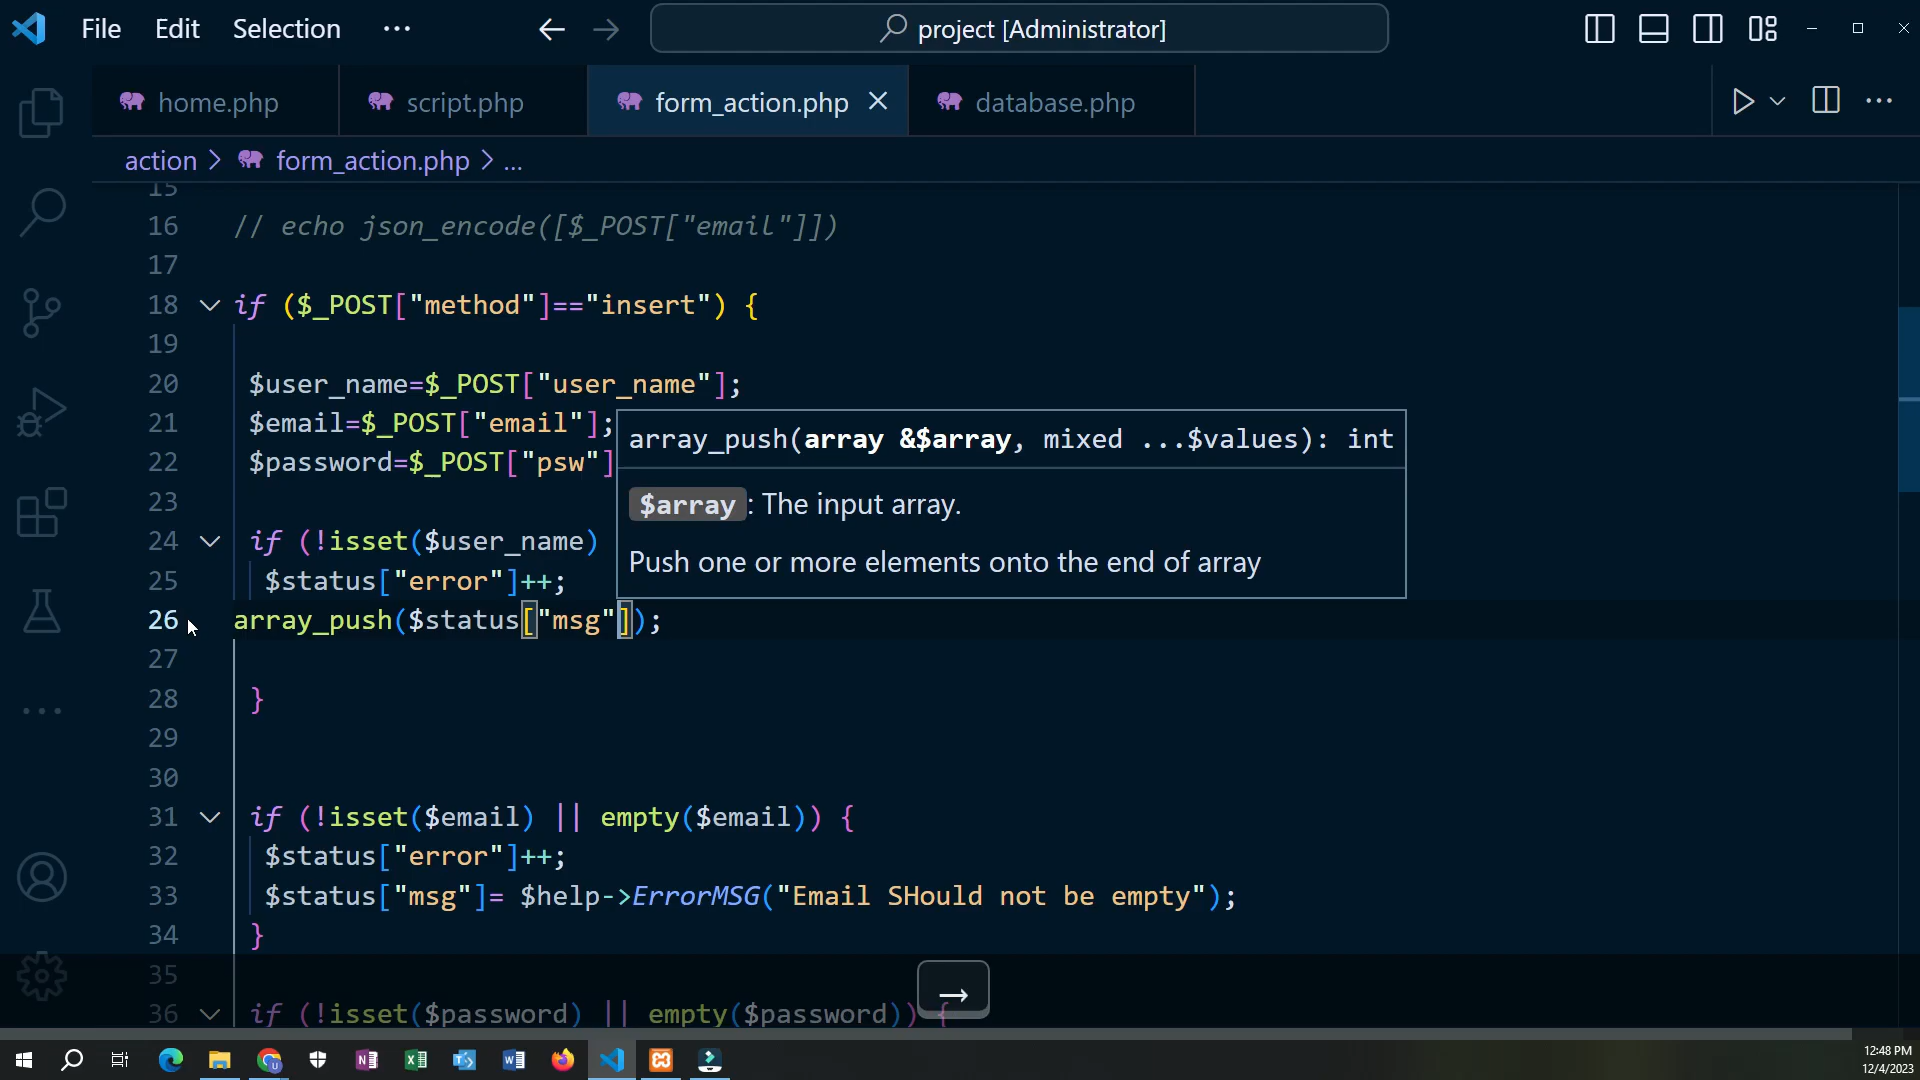 File Edit Selection ...
project [Administrator]
home.php
script.php
form_action.php
database.php
action > form_action.php > ...
15
16 // echo json_encode([$_POST["email"]])
17
18 if ($_POST["method"]=="insert") {
19
20 $user_name=$_POST["user_name"];
21 $email=$_POST["email"];
22 $password=$_POST["psw"]
array_push(array &$array, mixed ...$values): int
$array: The input array.
Push one or more elements onto the end of array
23
24 if (!isset($user_name)
25 $status["error"]++;
26 array_push($status["msg"]);
27
28 }
29
30
31 if (!isset($email) || empty($email)) {
32 $status["error"]++;
33 $status["msg"]= $help->ErrorMSG("Email SHould not be empty");
34 }
35
36 if (!isset($password) || empty($password)) {
→
12:48 PM
12/4/2023